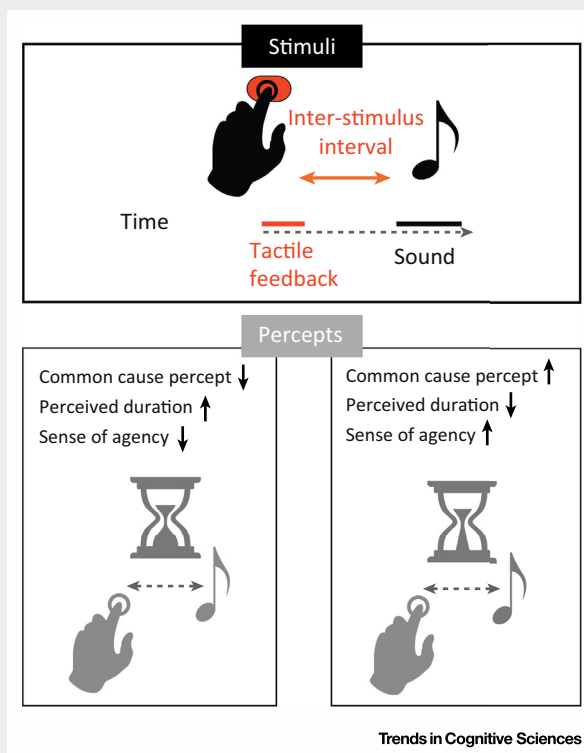 Stimuli
Inter-stimulus
interval
Time
Tactile
feedback
Sound
Percepts
Common cause percept ↓
Perceived duration ↑
Sense of agency ↓
Common cause percept ↑
Perceived duration ↓
Sense of agency ↑
Trends in Cognitive Sciences